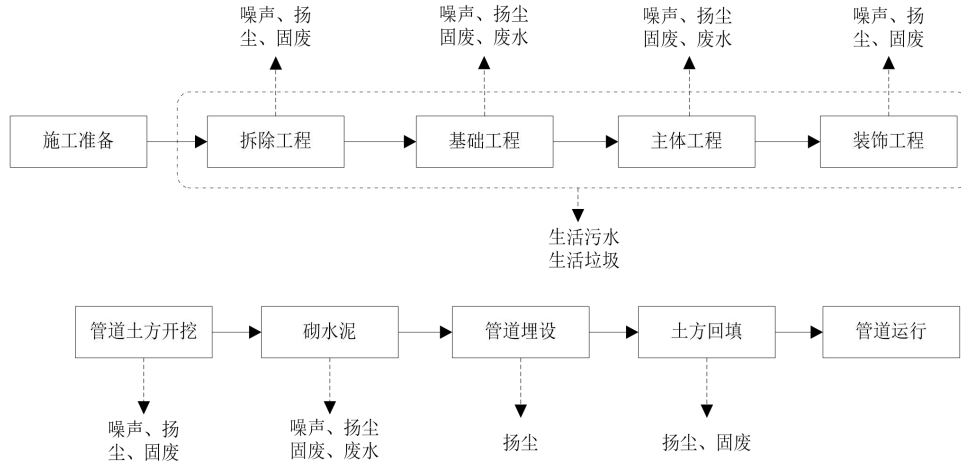 噪声、扬
尘、固废
噪声、扬尘
固废、废水
噪声、扬尘
固废、废水
噪声、扬
尘、固废
施工准备
拆除工程
基础工程
主体工程
装饰工程
生活污水
生活垃圾
管道土方开挖
砌水泥
管道埋设
土方回填
管道运行
噪声、扬
尘、固废
噪声、扬尘
固废、废水
扬尘
扬尘、固废